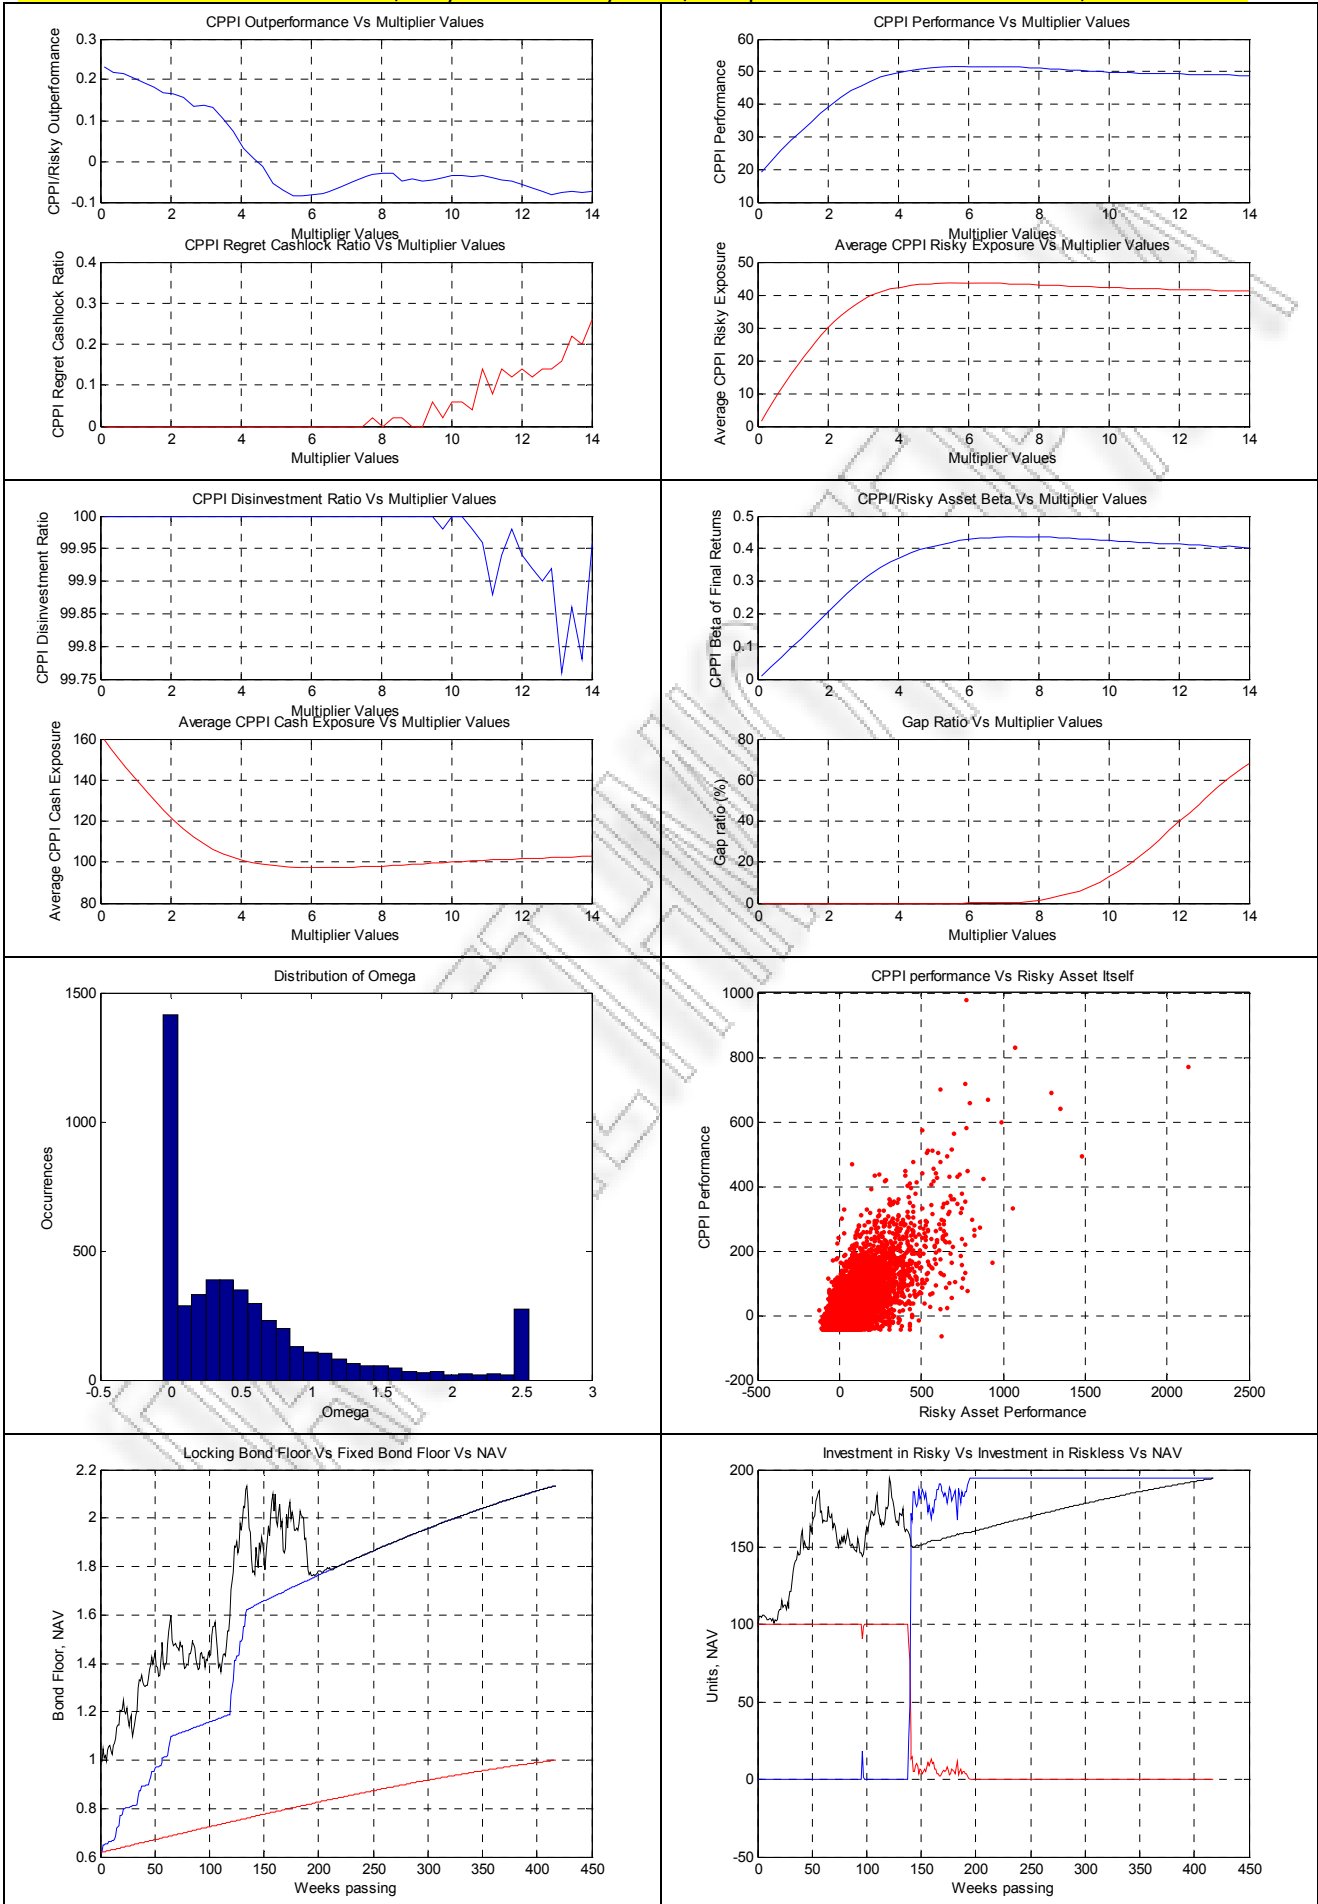 CPPI Outperformance Vs Multiplier Values
CPPI/Risky Outperformance
0.3
0.2
0.1
0
-0.1
0 2 4 6 8 10 12 14
Multiplier Values
CPPI Regret Cashlock Ratio Vs Multiplier Values
CPPI Regret Cashlock Ratio
0.4
0.3
0.2
0.1
0
0 2 4 6 8 10 12 14
Multiplier Values
CPPI Performance Vs Multiplier Values
CPPI Performance
60
50
40
30
20
10
0 2 4 6 8 10 12 14
Multiplier Values
Average CPPI Risky Exposure Vs Multiplier Values
Average CPPI Risky Exposure
50
40
30
20
10
0
0 2 4 6 8 10 12 14
Multiplier Values
CPPI Disinvestment Ratio Vs Multiplier Values
CPPI Disinvestment Ratio
100
99.95
99.9
99.85
99.8
99.75
0 2 4 6 8 10 12 14
Multiplier Values
Average CPPI Cash Exposure Vs Multiplier Values
Average CPPI Cash Exposure
160
140
120
100
80
0 2 4 6 8 10 12 14
Multiplier Values
CPPI/Risky Asset Beta Vs Multiplier Values
CPPI Beta of Final Returns
0.5
0.4
0.3
0.2
0.1
0
0 2 4 6 8 10 12 14
Multiplier Values
Gap Ratio Vs Multiplier Values
Gap ratio (%)
80
60
40
20
0
0 2 4 6 8 10 12 14
Multiplier Values
Distribution of Omega
Occurrences
1500
1000
500
0
-0.5 0 0.5 1 1.5 2 2.5 3
Omega
CPPI performance Vs Risky Asset Itself
CPPI Performance
1000
800
600
400
200
0
-200
-500 0 500 1000 1500 2000 2500
Risky Asset Performance
Locking Bond Floor Vs Fixed Bond Floor Vs NAV
Bond Floor, NAV
2.2
2
1.8
1.6
1.4
1.2
1
0.8
0.6
0 50 100 150 200 250 300 350 400 450
Weeks passing
Investment in Risky Vs Investment in Riskless Vs NAV
Units, NAV
200
150
100
50
0
-50
0 50 100 150 200 250 300 350 400 450
Weeks passing